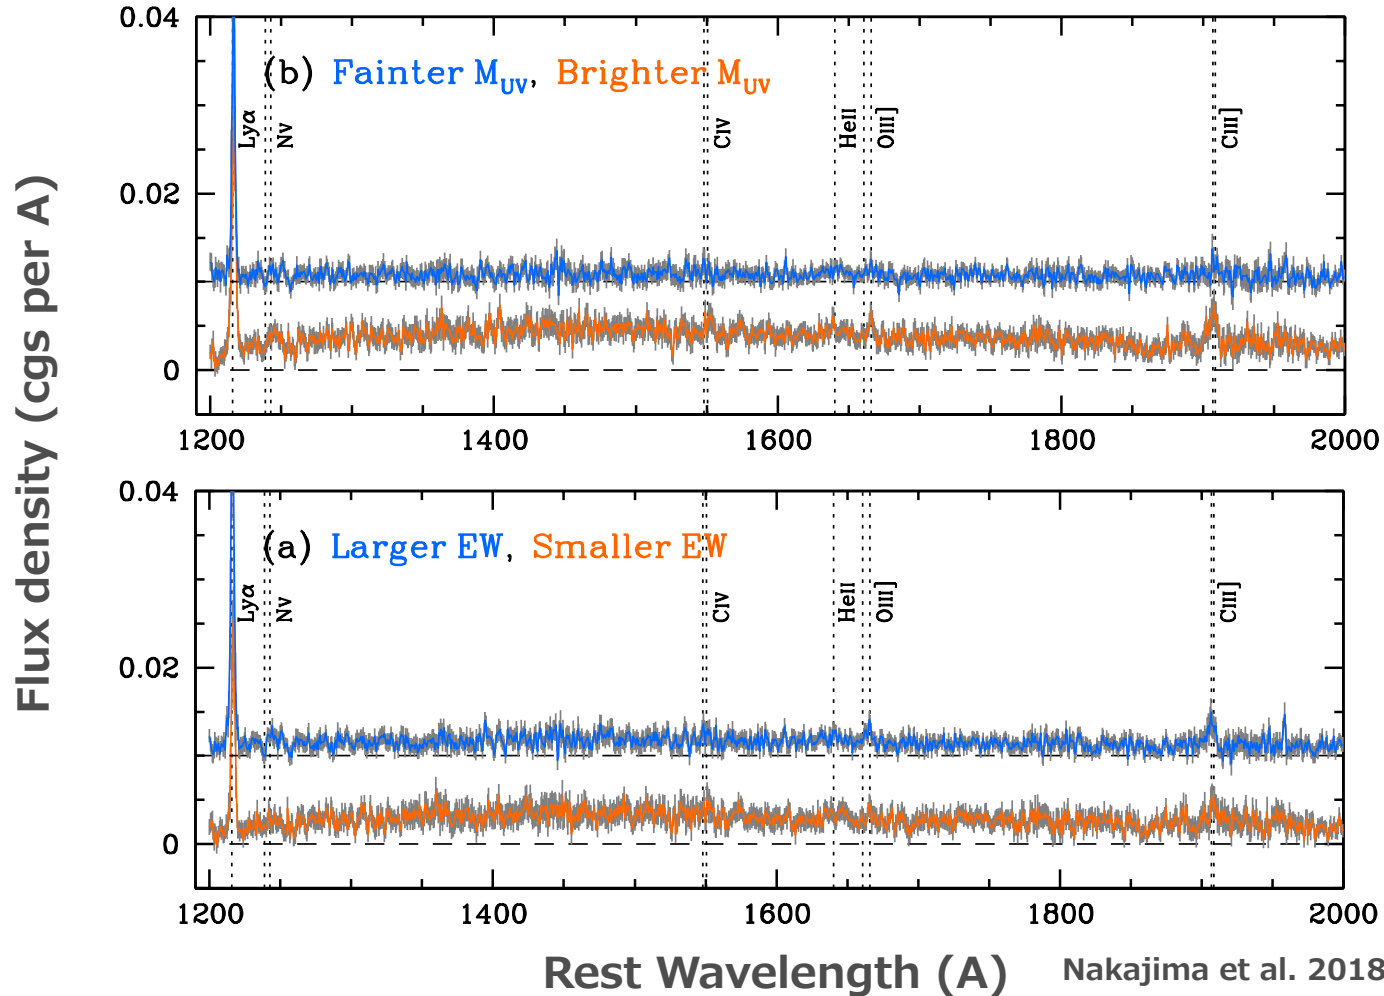 Flux density (cgs per A)
0.04
0.02
0
(b) Fainter M_UV, Brighter M_UV
Lyα
NV
CIV
HeII
OIII]
CIII]
1200 1400 1600 1800 2000
0.04
0.02
0
(a) Larger EW, Smaller EW
Lyα
NV
CIV
HeII
OIII]
CIII]
1200 1400 1600 1800 2000
Rest Wavelength (A)
Nakajima et al. 2018